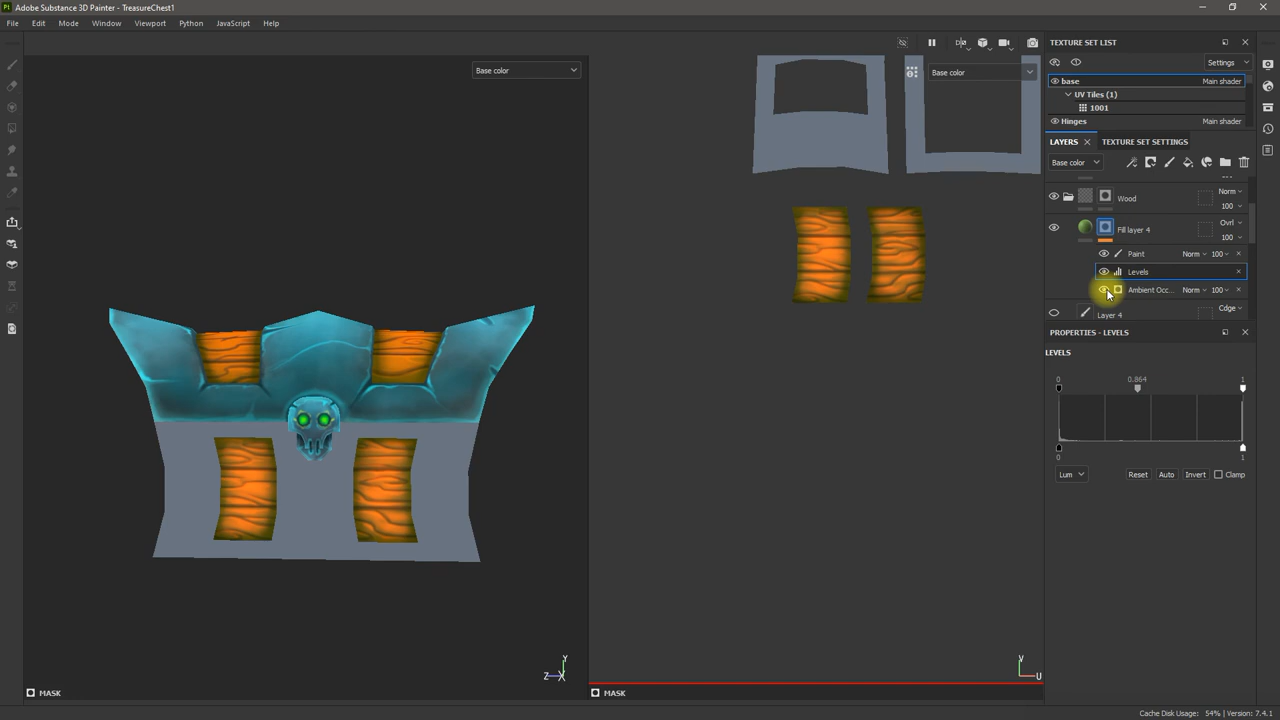 Pt Adobe Substance 3D Painter - TreasureChest1
File Edit Mode Window Viewport Python JavaScript Help
TEXTURE SET LIST
Settings
Base color
Base color
base Main shader
UV Tiles (1)
1001
Hinges Main shader
LAYERS TEXTURE SET SETTINGS
Base color
Norm
Wood
100
Ovrl
Fill layer 4
100
Paint Norm 100
Levels
Ambient Occ... Norm 100
Cdge
Layer 4
PROPERTIES - LEVELS
LEVELS
0 0.864 1
0 1
Lum Reset Auto Invert Clamp
Y
Z X
V
U
MASK
MASK
Cache Disk Usage: 54% | Version: 7.4.1